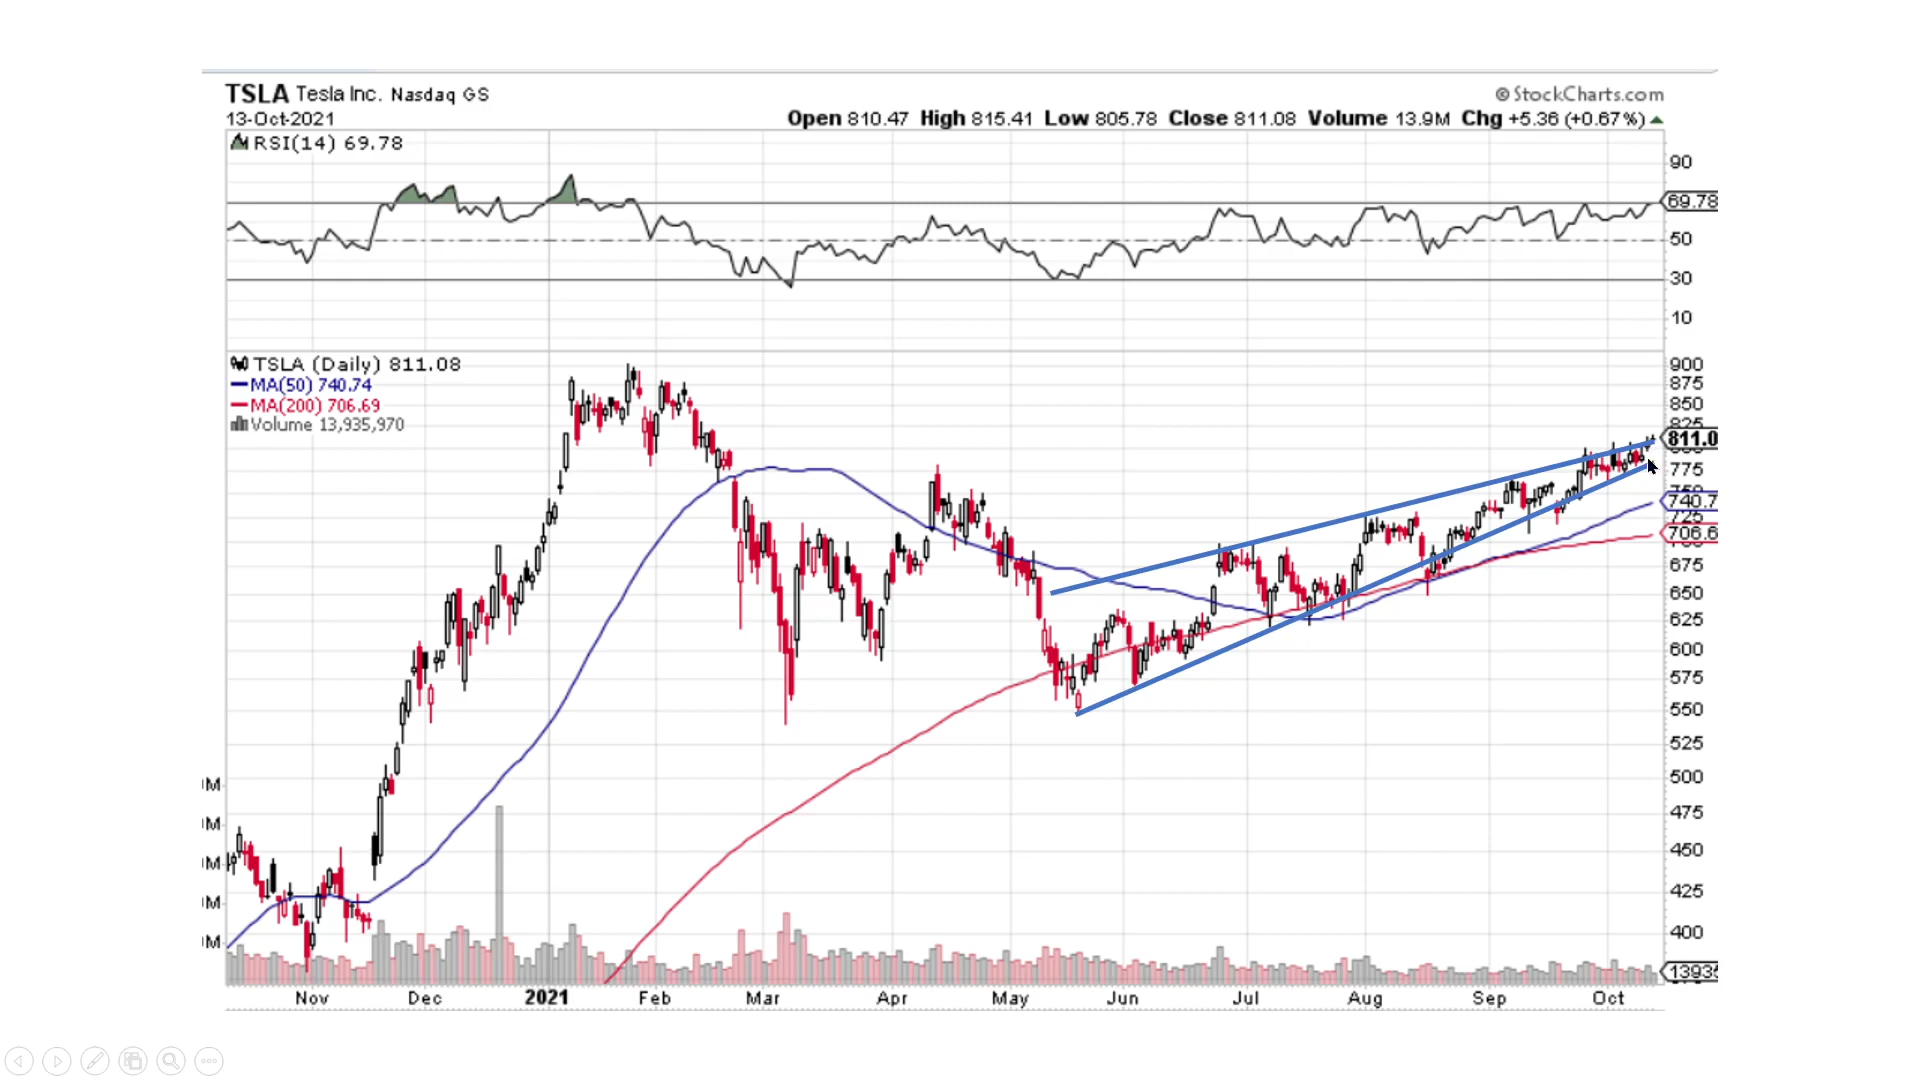 TSLA Tesla Inc. Nasdaq GS
© StockCharts.com
13-Oct-2021
Open 810.47 High 815.41 Low 805.78 Close 811.08 Volume 13.9M Chg +5.36 (+0.67%)
RSI(14) 69.78
90
69.78
50
30
10
TSLA (Daily) 811.08
MA(50) 740.74
MA(200) 706.69
Volume 13,935,970
900
875
850
825
811.0
775
750
740.7
725
706.6
675
650
625
600
575
550
525
500
475
450
425
400
13935
M
M
M
M
M
Nov Dec 2021 Feb Mar Apr May Jun Jul Aug Sep Oct